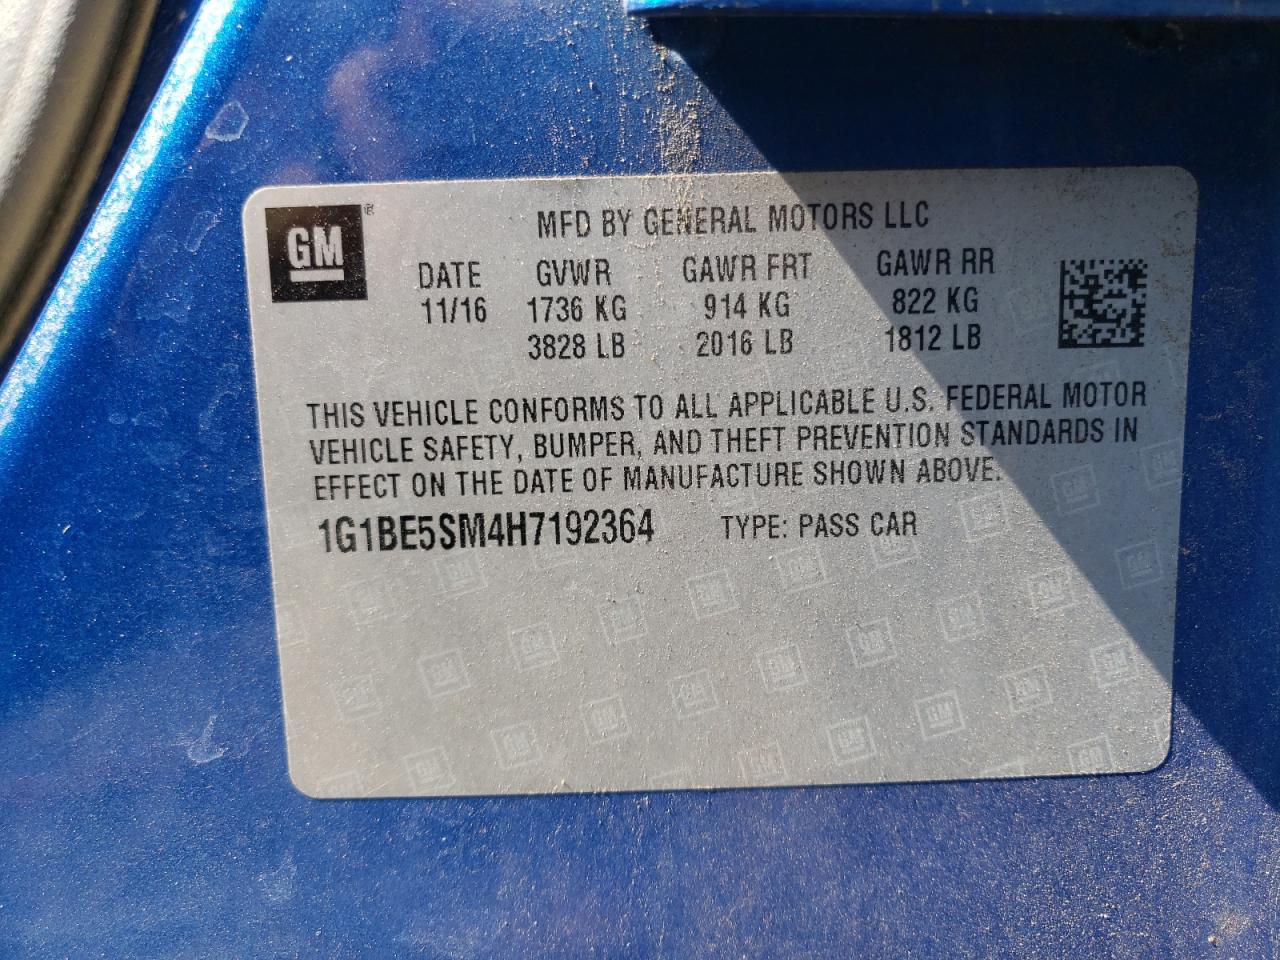 GM
MFD BY GENERAL MOTORS LLC
DATE GVWR GAWR FRT GAWR RR
11/16 1736 KG 914 KG 822 KG
3828 LB 2016 LB 1812 LB
THIS VEHICLE CONFORMS TO ALL APPLICABLE U.S. FEDERAL MOTOR
VEHICLE SAFETY, BUMPER, AND THEFT PREVENTION STANDARDS IN
EFFECT ON THE DATE OF MANUFACTURE SHOWN ABOVE.
1G1BE5SM4H7192364 TYPE: PASS CAR